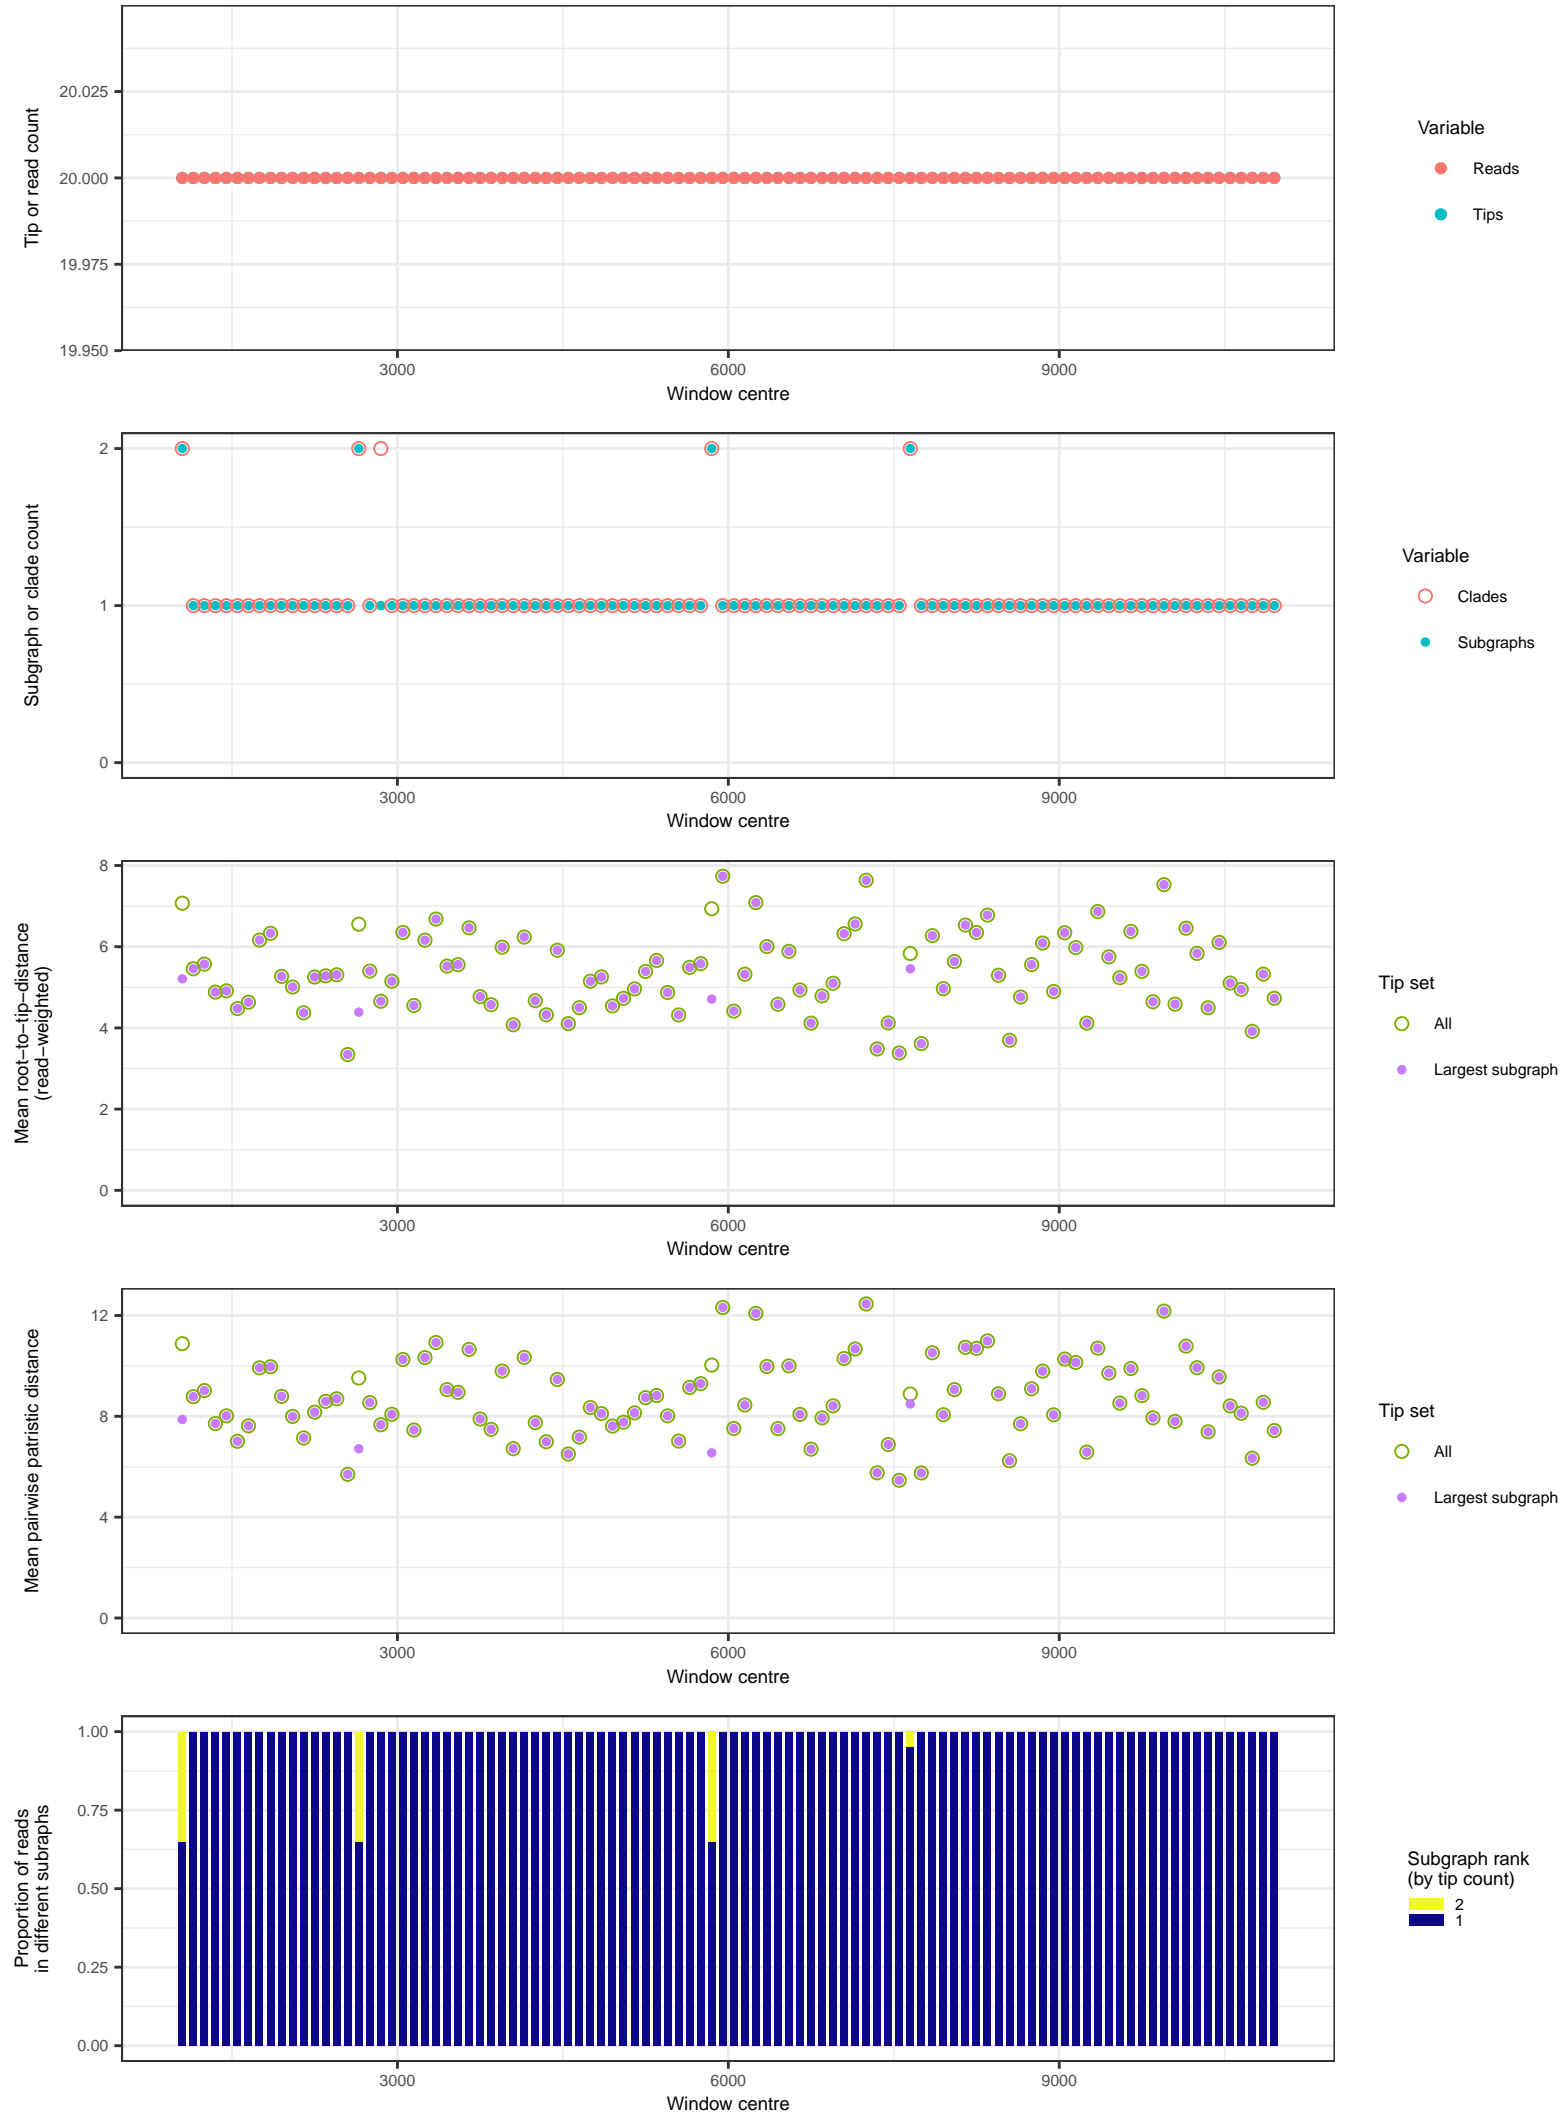 Tip or read count
20.025
20.000
19.975
19.950
3000
6000
9000
Window centre
Variable
Reads
Tips
Subgraph or clade count
2
1
0
3000
6000
9000
Window centre
Variable
Clades
Subgraphs
Mean root−to−tip−distance
(read−weighted)
8
6
4
2
0
3000
6000
9000
Window centre
Tip set
All
Largest subgraph
Mean pairwise patristic distance
12
8
4
0
3000
6000
9000
Window centre
Tip set
All
Largest subgraph
Proportion of reads
in different subraphs
1.00
0.75
0.50
0.25
0.00
3000
6000
9000
Window centre
Subgraph rank
(by tip count)
2
1